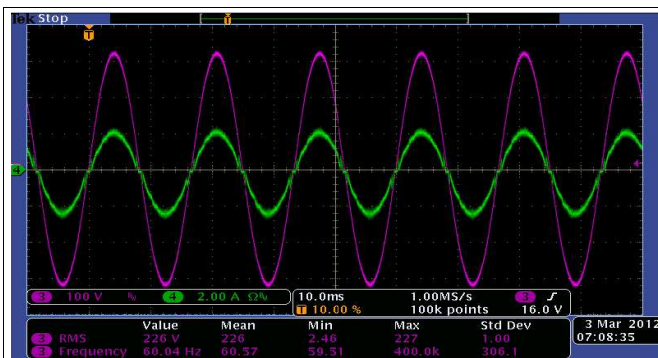 Tek Stop
T
T
4
3 100 V 4 2.00 A Ω
10.0ms 1.00MS/s 3
T 10.00 % 100k points 16.0 V
Value Mean Min Max Std Dev
3 RMS 226 V 226 2.46 227 1.00
3 Frequency 60.04 Hz 60.57 59.51 400.0k 306.1
3 Mar 2012
07:08:35